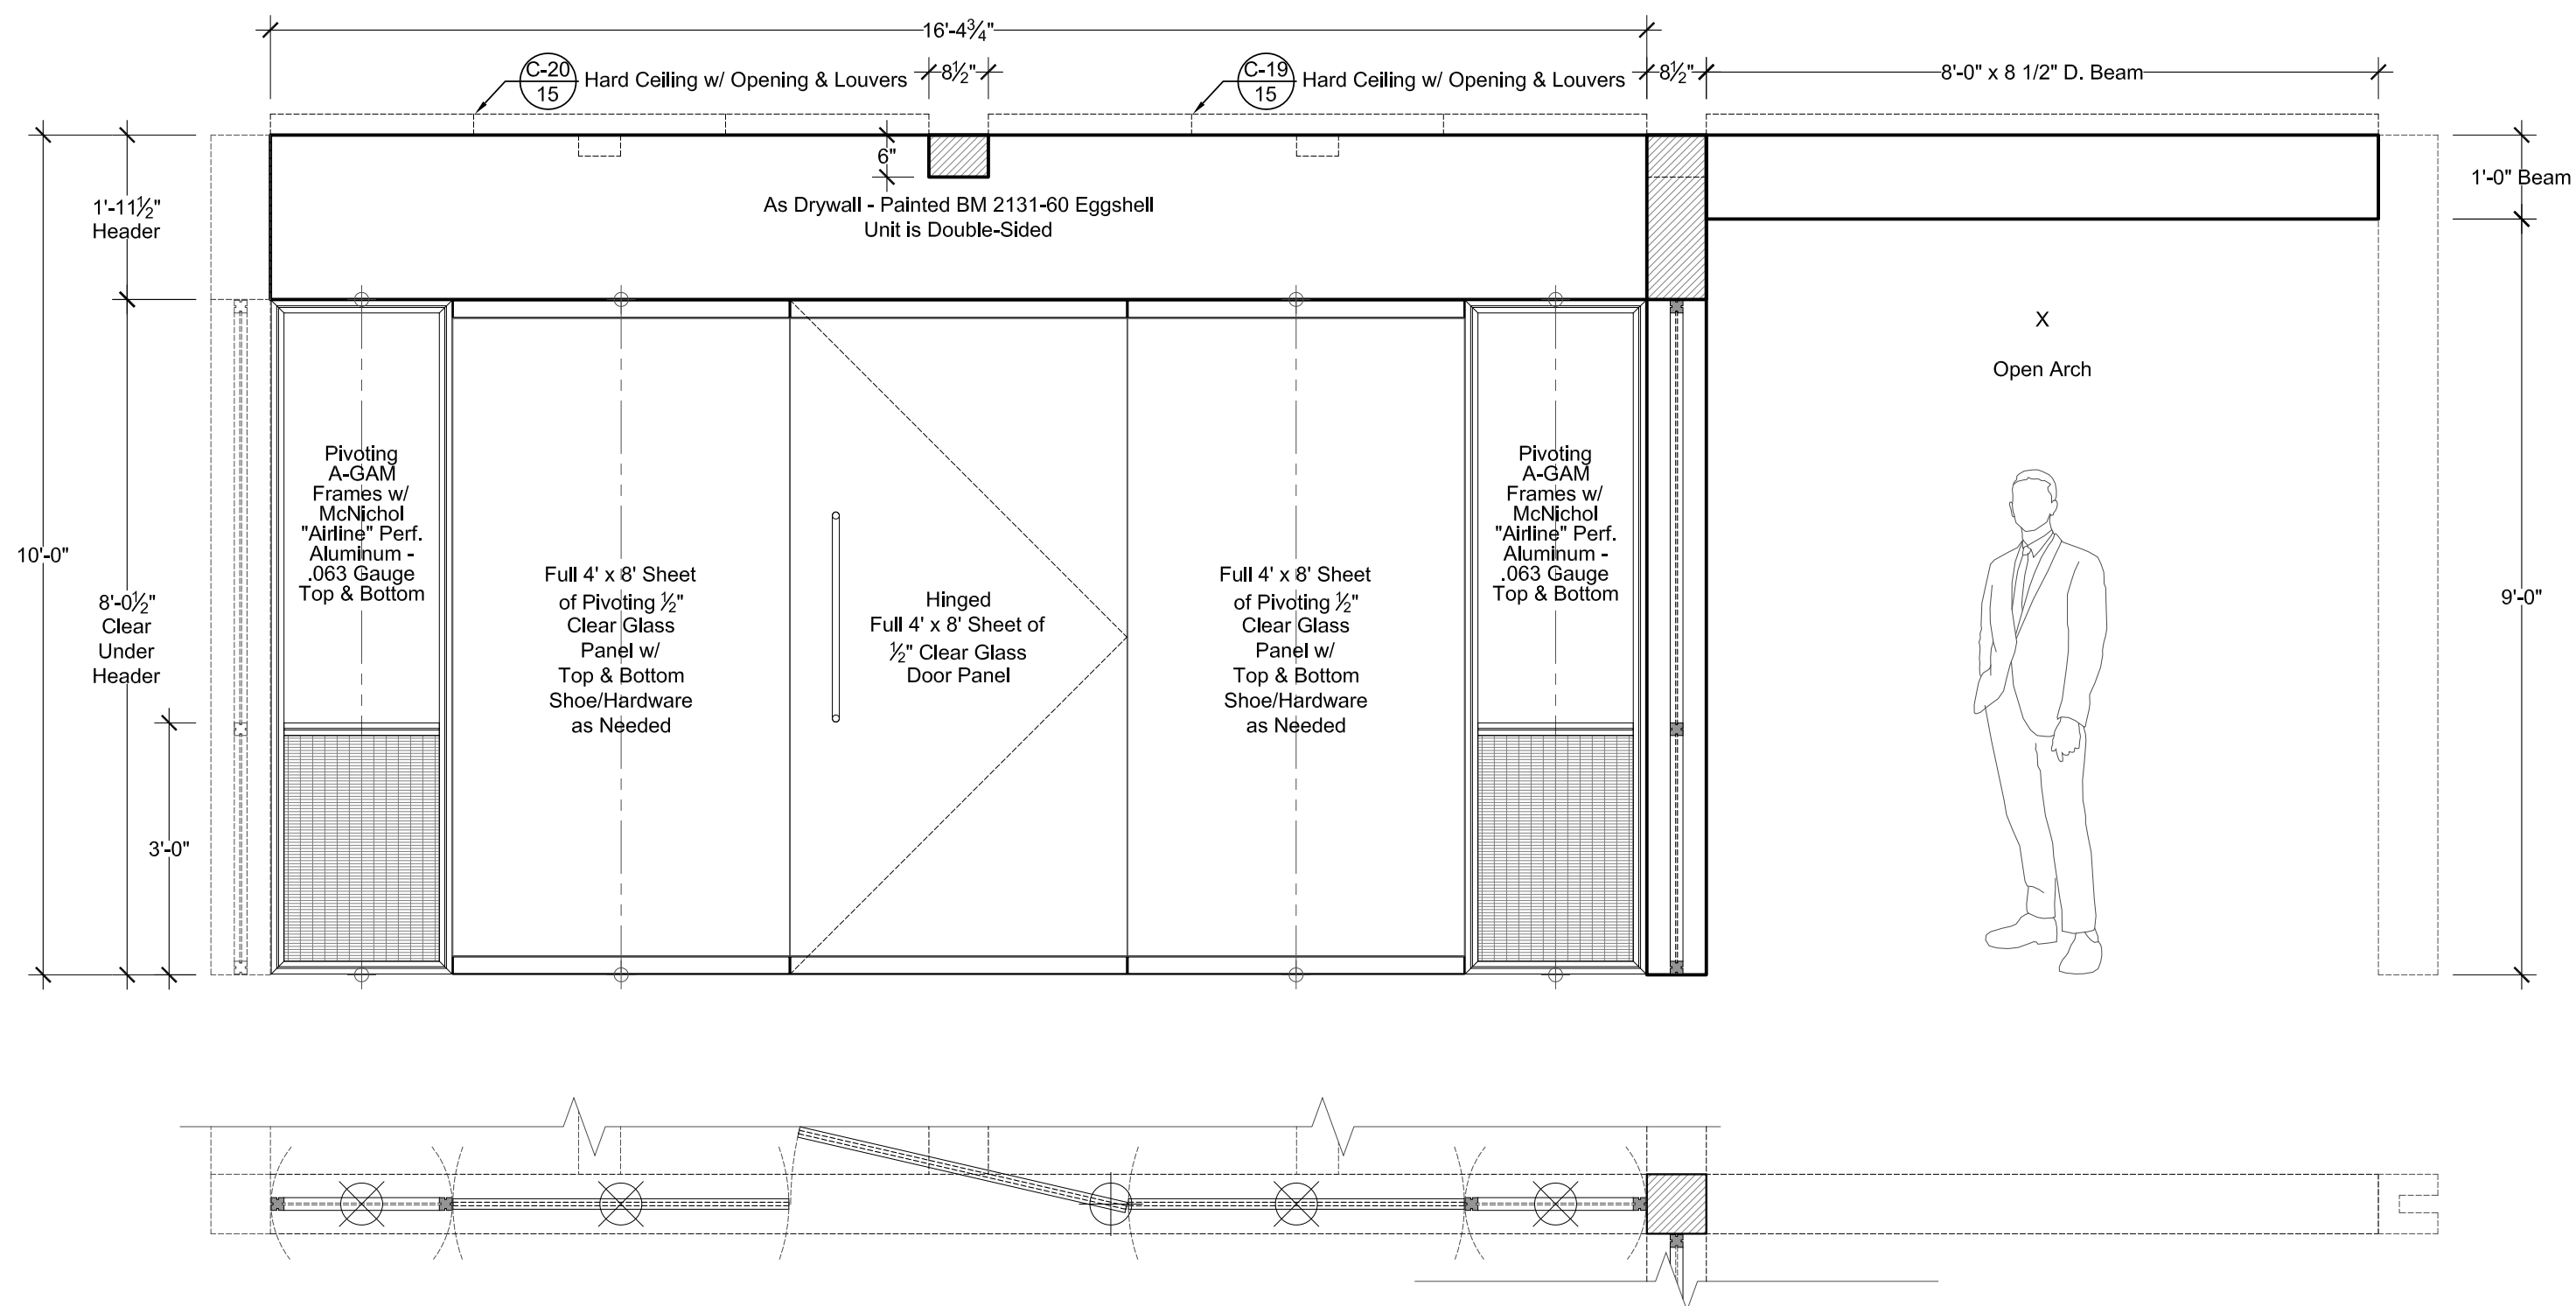 16'-4¾"
C-20
15
Hard Ceiling w/ Opening & Louvers
8½"
C-19
15
Hard Ceiling w/ Opening & Louvers
8½"
8'-0" x 8 1/2" D. Beam
6"
1'-11½"
Header
As Drywall - Painted BM 2131-60 Eggshell
Unit is Double-Sided
1'-0" Beam
X
Open Arch
10'-0"
8'-0½"
Clear
Under
Header
3'-0"
Pivoting
A-GAM
Frames w/
McNichol
"Airline" Perf.
Aluminum -
.063 Gauge
Top & Bottom
Full 4' x 8' Sheet
of Pivoting ½"
Clear Glass
Panel w/
Top & Bottom
Shoe/Hardware
as Needed
Hinged
Full 4' x 8' Sheet of
½" Clear Glass
Door Panel
Full 4' x 8' Sheet
of Pivoting ½"
Clear Glass
Panel w/
Top & Bottom
Shoe/Hardware
as Needed
Pivoting
A-GAM
Frames w/
McNichol
"Airline" Perf.
Aluminum -
.063 Gauge
Top & Bottom
9'-0"